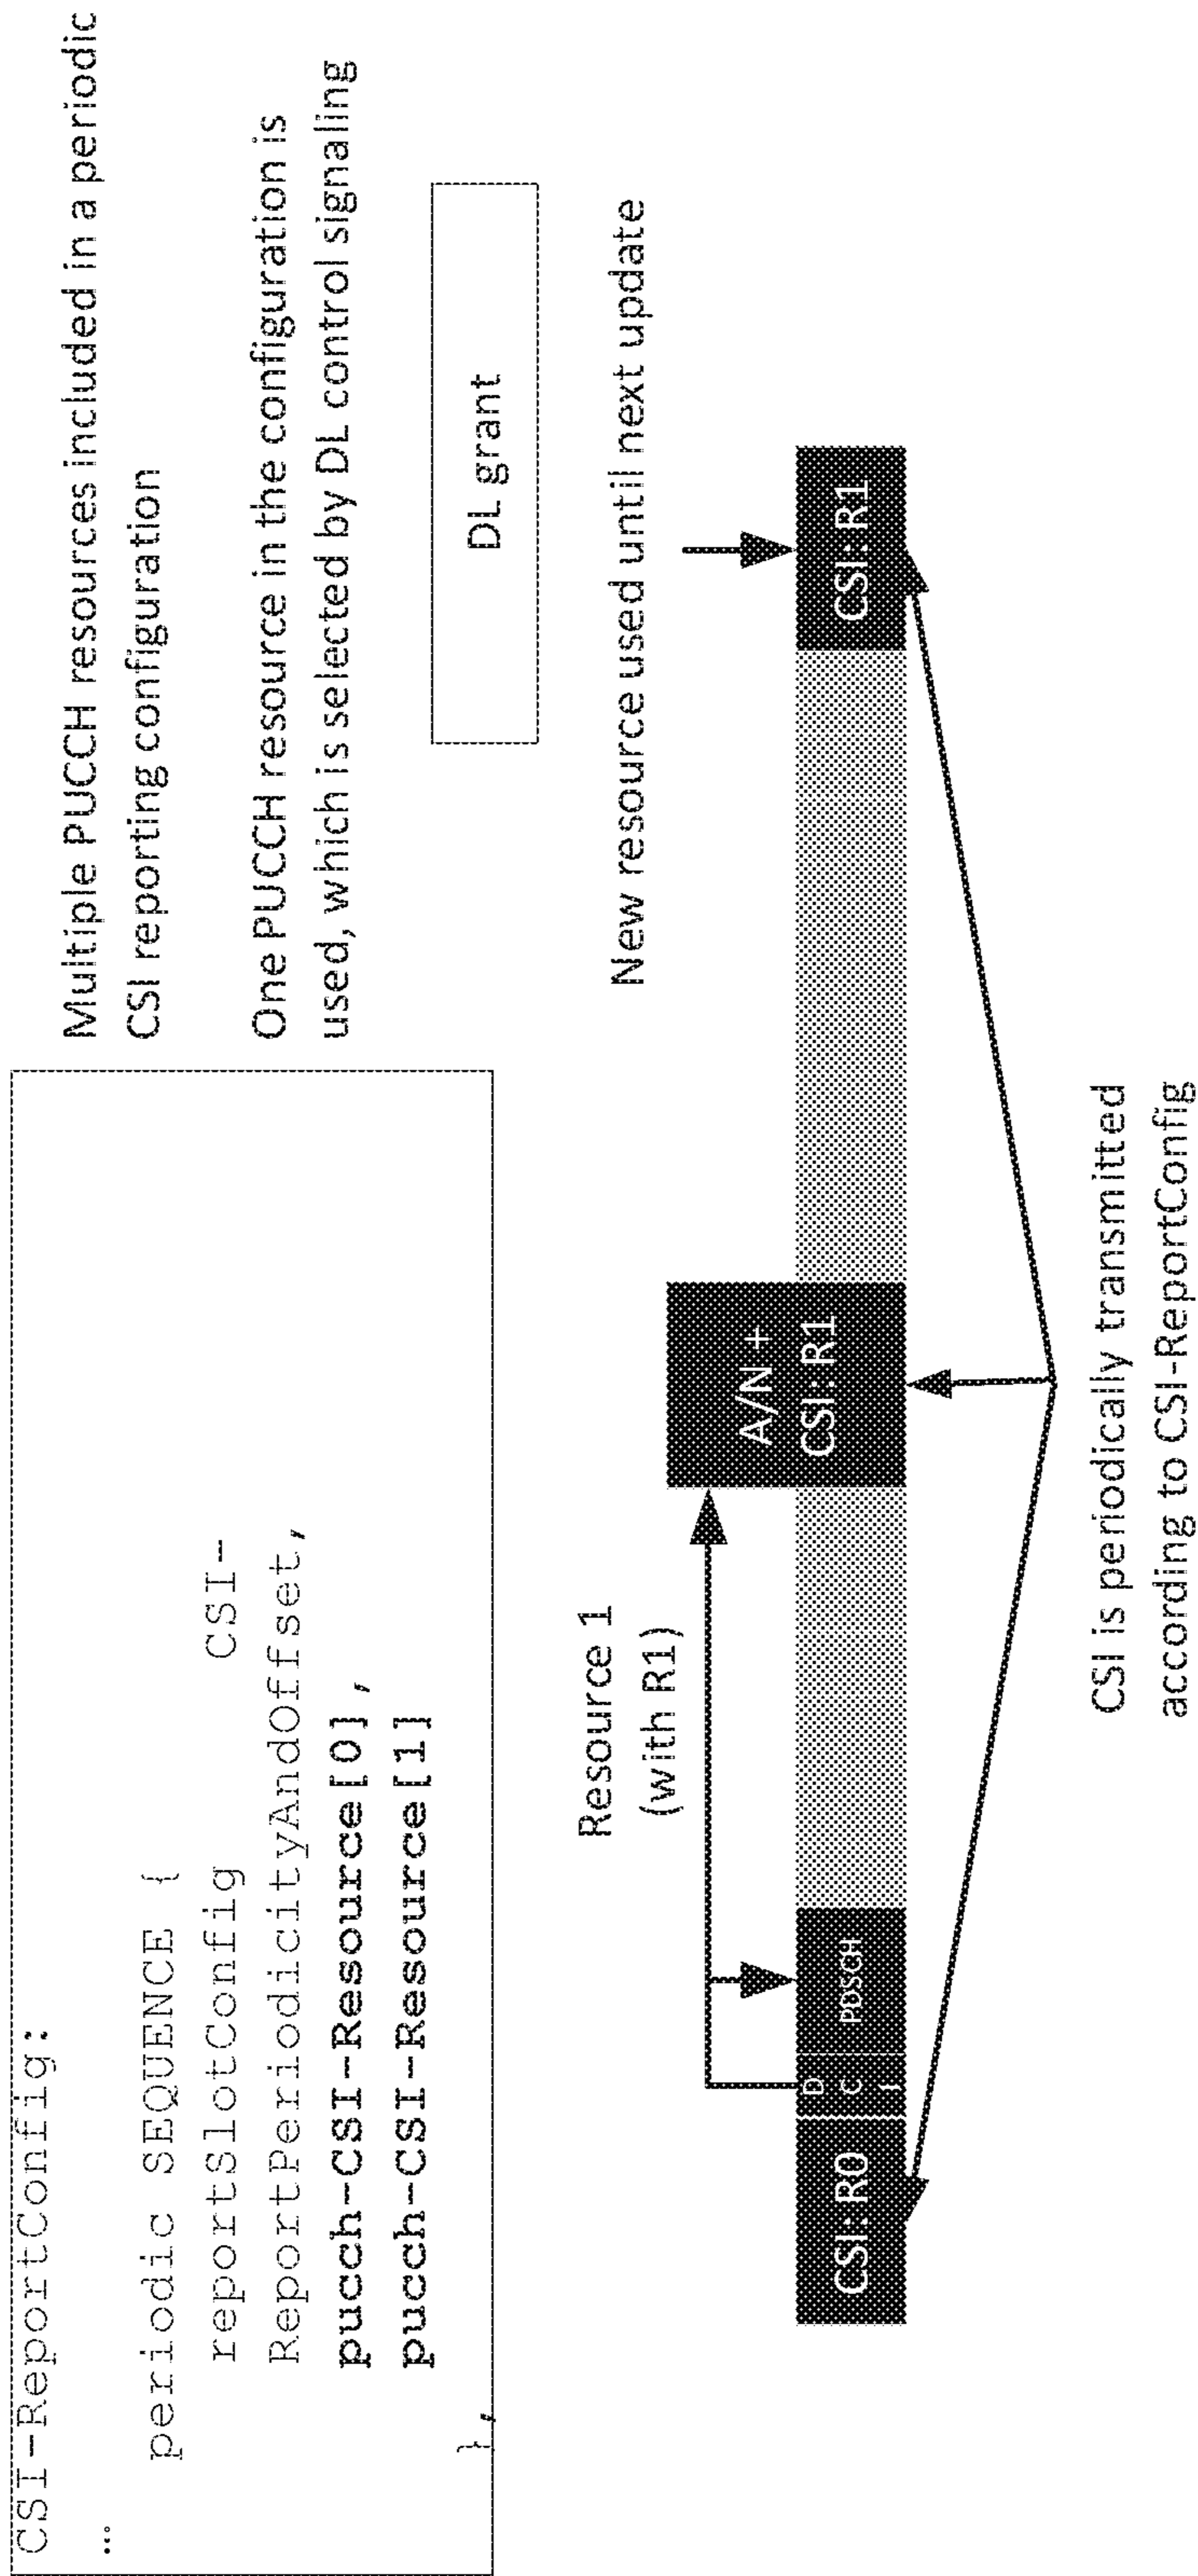 CSI-ReportConfig:
…
periodic SEQUENCE {
reportSlotConfig CSI-
ReportPeriodicityAndOffset,
pucch-CSI-Resource[0],
pucch-CSI-Resource[1]
},
Multiple PUCCH resources included in a periodic
CSI reporting configuration
One PUCCH resource in the configuration is
used, which is selected by DL control signaling
DL grant
Resource 1
(with R1)
New resource used until next update
CSI: R0
D
C
I
PDSCH
A/N +
CSI: R1
CSI: R1
CSI is periodically transmitted
according to CSI-ReportConfig